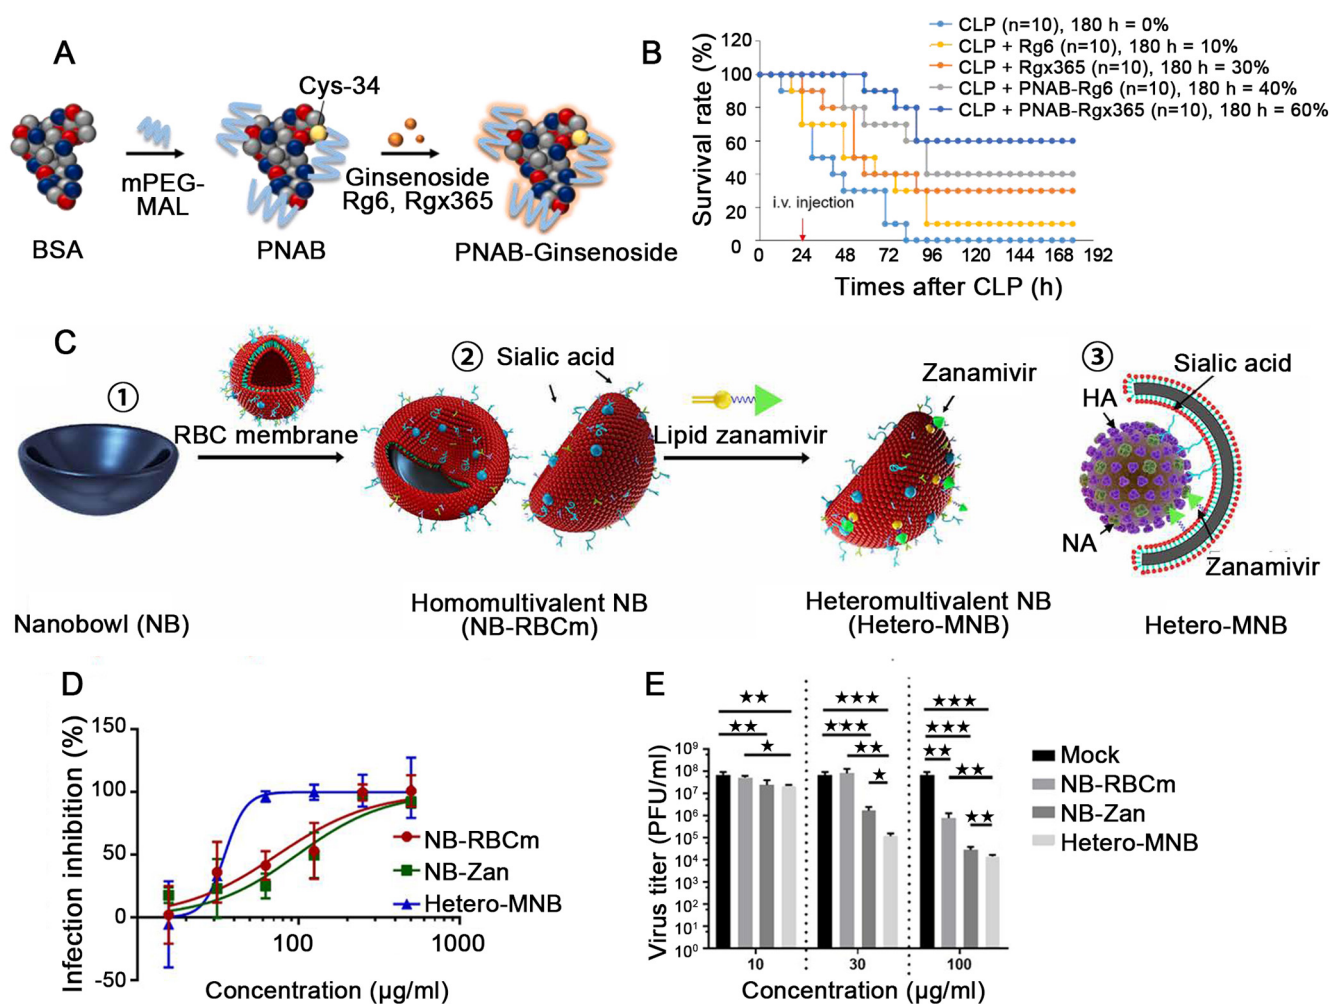 A
Cys-34
mPEG-
MAL
Ginsenoside
Rg6, Rgx365
BSA
PNAB
PNAB-Ginsenoside
B
CLP (n=10), 180 h = 0%
CLP + Rg6 (n=10), 180 h = 10%
CLP + Rgx365 (n=10), 180 h = 30%
CLP + PNAB-Rg6 (n=10), 180 h = 40%
CLP + PNAB-Rgx365 (n=10), 180 h = 60%
Survival rate (%)
120
100
80
60
40
20
0
i.v. injection
0 24 48 72 96 120 144 168 192
Times after CLP (h)
C
①
RBC membrane
②
Sialic acid
Lipid zanamivir
Zanamivir
③
Sialic acid
HA
NA
Zanamivir
Nanobowl (NB)
Homomultivalent NB
(NB-RBCm)
Heteromultivalent NB
(Hetero-MNB)
Hetero-MNB
D
Infection inhibition (%)
150
100
50
0
-50
100 1000
NB-RBCm
NB-Zan
Hetero-MNB
Concentration (µg/ml)
E
★★ ★★★ ★★★
★★ ★★★ ★★★
★ ★★ ★★ ★★
★ ★★
Virus titer (PFU/ml)
10⁹
10⁸
10⁷
10⁶
10⁵
10⁴
10³
10²
10¹
10⁰
10 30 100
Concentration (µg/ml)
Mock
NB-RBCm
NB-Zan
Hetero-MNB